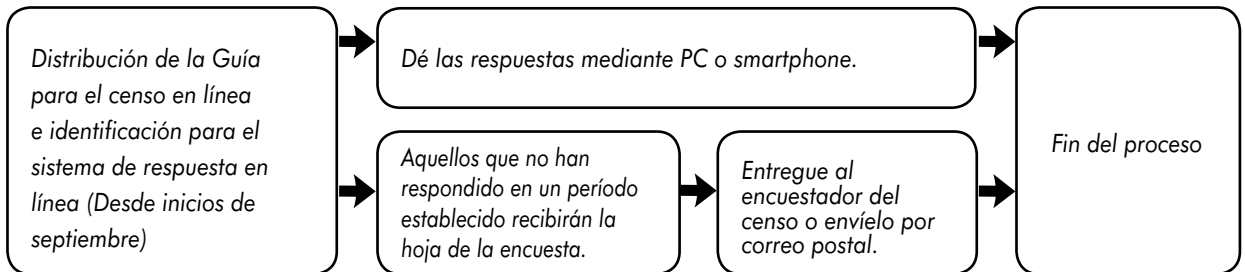 Distribución de la Guía
para el censo en línea
e identificación para el
sistema de respuesta en
línea (Desde inicios de
septiembre)
Dé las respuestas mediante PC o smartphone.
Aquellos que no han
respondido en un período
establecido recibirán la
hoja de la encuesta.
Entregue al
encuestador del
censo o envíelo por
correo postal.
Fin del proceso